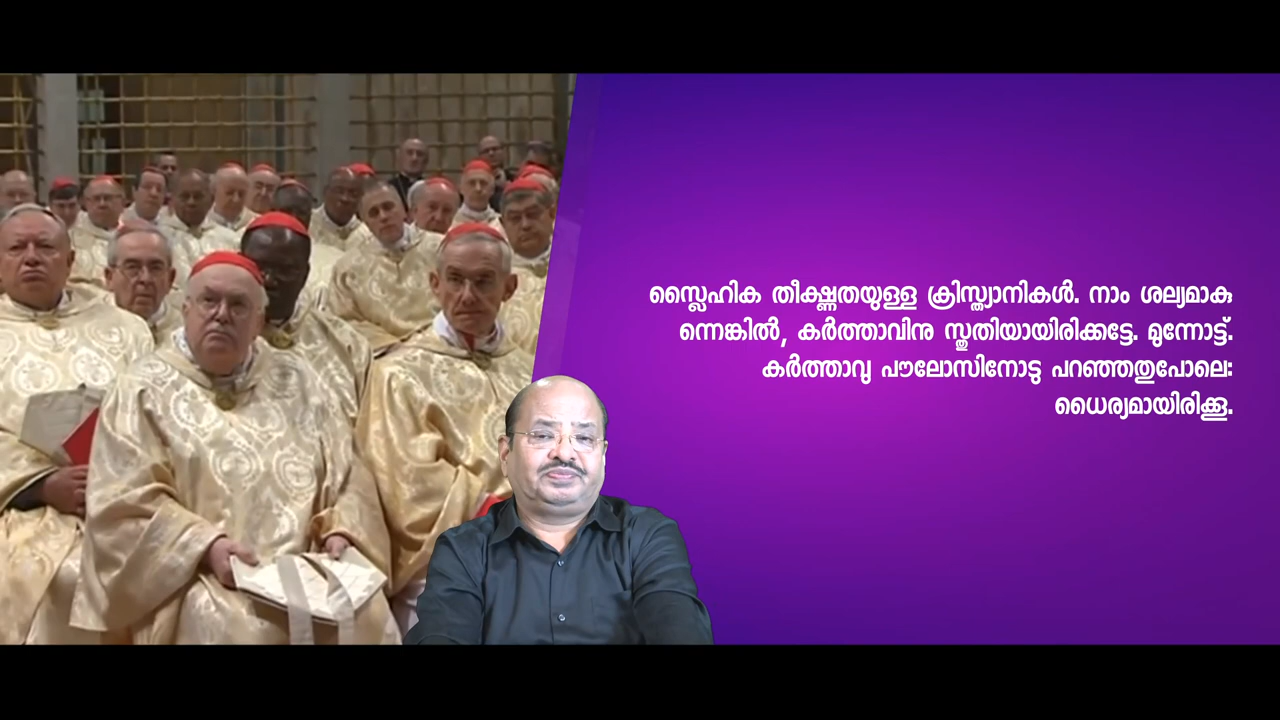 സ്ലൈഹിക തീക്ഷ്ണതയുള്ള ക്രിസ്ത്യാനികൾ. നാം ശല്യമാകു
ന്നെങ്കിൽ, കർത്താവിനു സ്തുതിയായിരിക്കട്ടേ. മുന്നോട്ട്.
കർത്താവു പൗലോസിനോടു പറഞ്ഞതുപോലെ:
ധൈര്യമായിരിക്കൂ.